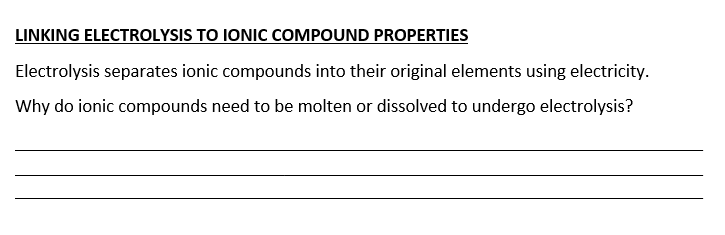 LINKING ELECTROLYSIS TO IONIC COMPOUND PROPERTIES
Electrolysis separates ionic compounds into their original elements using electricity.
Why do ionic compounds need to be molten or dissolved to undergo electrolysis?